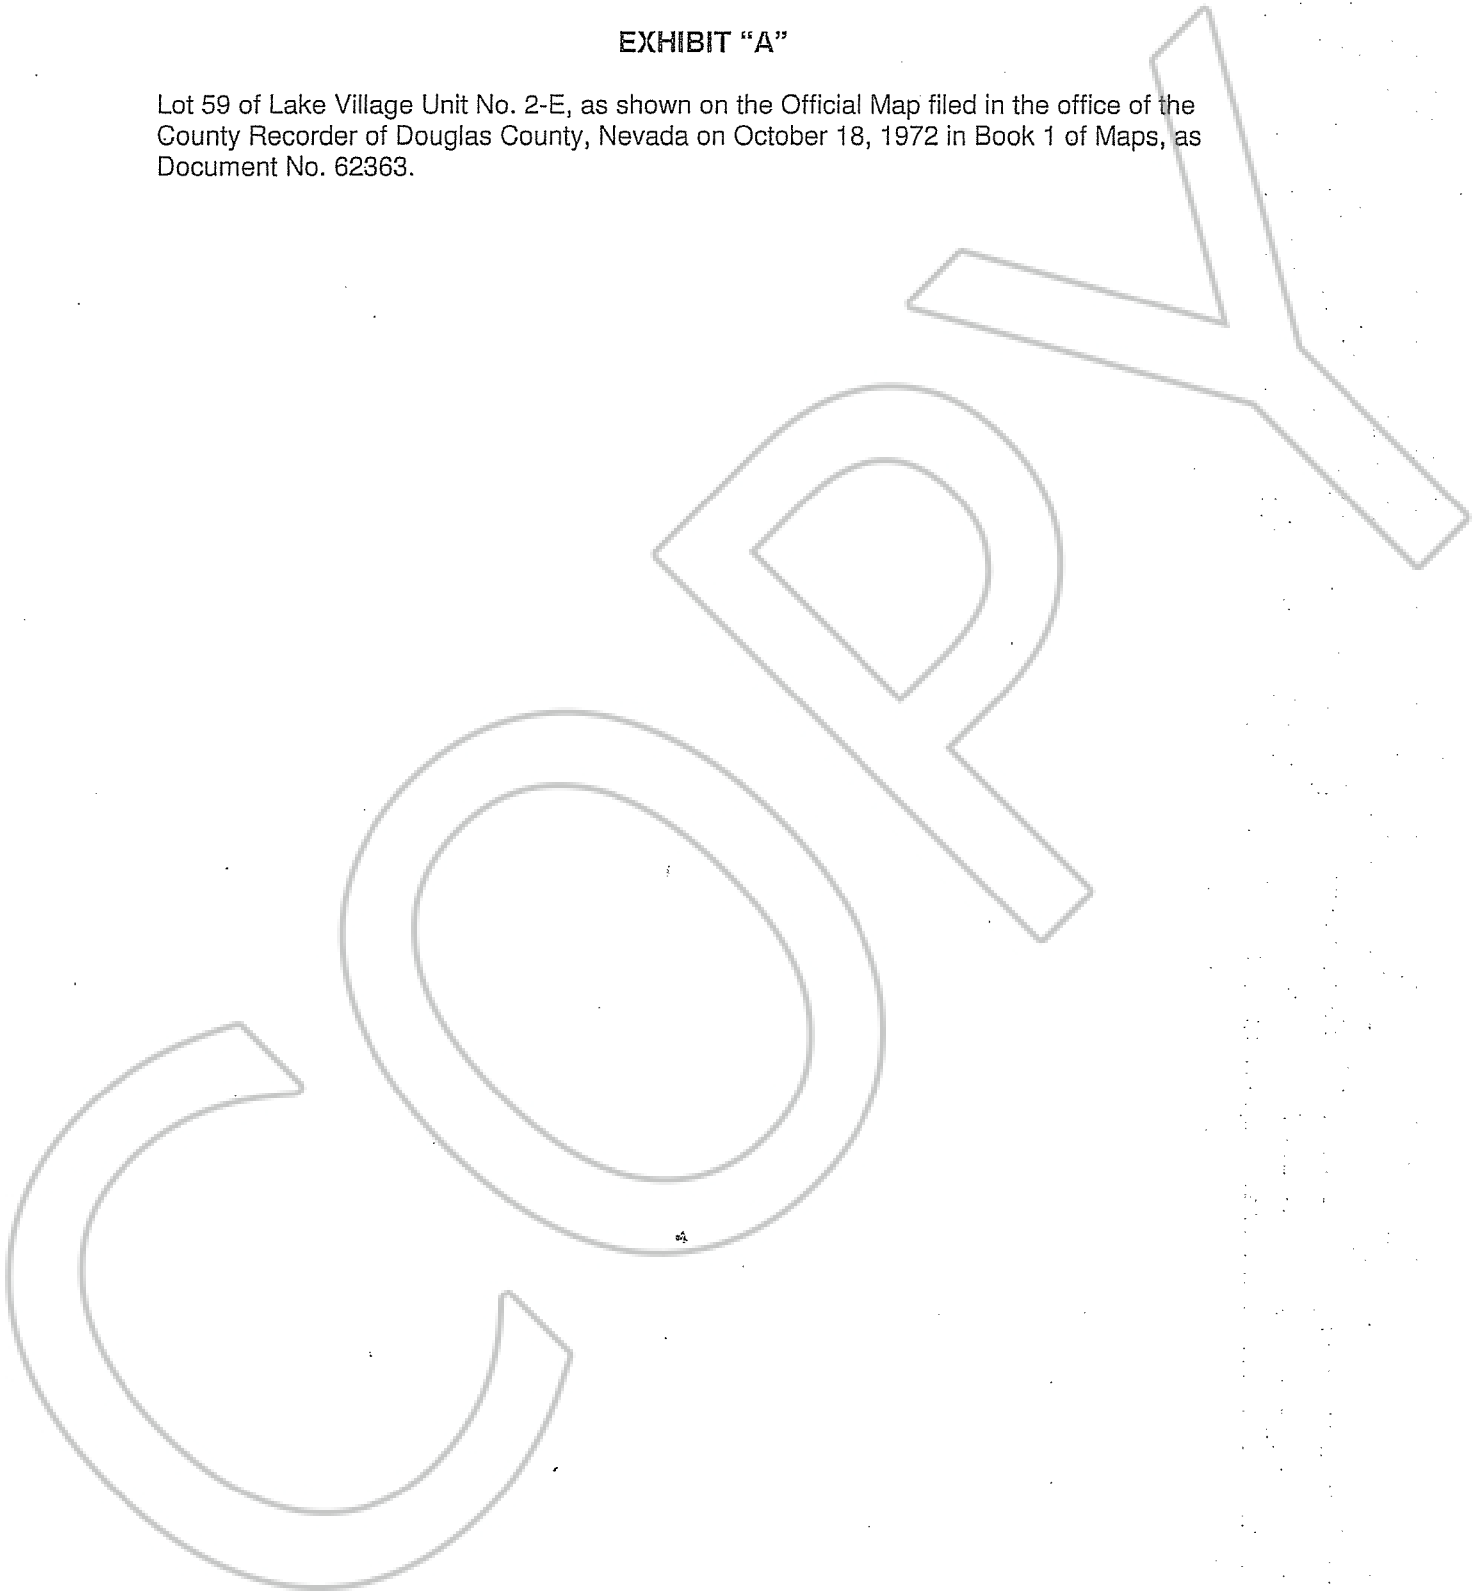 EXHIBIT “A”
Lot 59 of Lake Village Unit No. 2-E, as shown on the Official Map filed in the office of the
County Recorder of Douglas County, Nevada on October 18, 1972 in Book 1 of Maps, as
Document No. 62363.
COPY